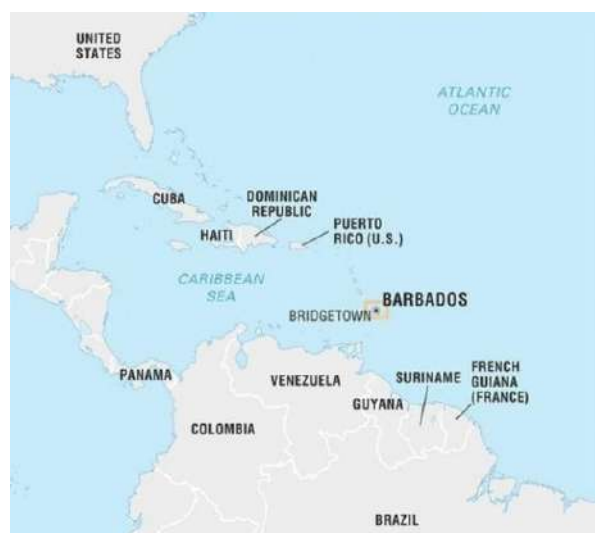 UNITED
STATES
ATLANTIC
OCEAN
CUBA
DOMINICAN
REPUBLIC
HAITI
PUERTO
RICO (U.S.)
CARIBBEAN
SEA
BARBADOS
BRIDGETOWN
PANAMA
VENEZUELA
SURINAME
FRENCH
GUIANA
(FRANCE)
GUYANA
COLOMBIA
BRAZIL